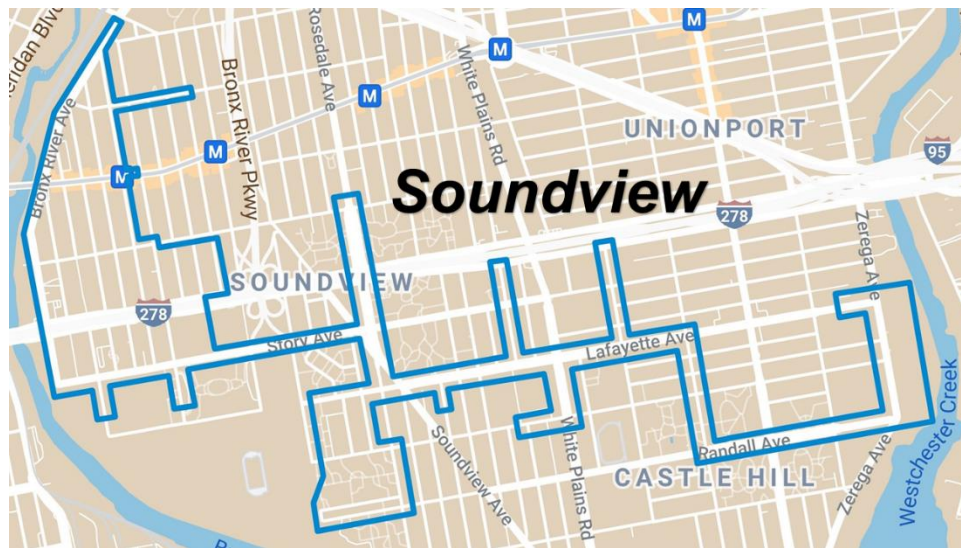 eridan Blvd
M
M
M
M
M
Bronx River Ave
Bronx River Pkwy
Rosedale Ave
White Plains Rd
UNIONPORT
95
Soundview
278
SOUNDVIEW
Zerega Ave
278
Story Ave
Lafayette Ave
Soundview Ave
White Plains Rd
Randall Ave
CASTLE HILL
Zerega Ave
Westchester Creek